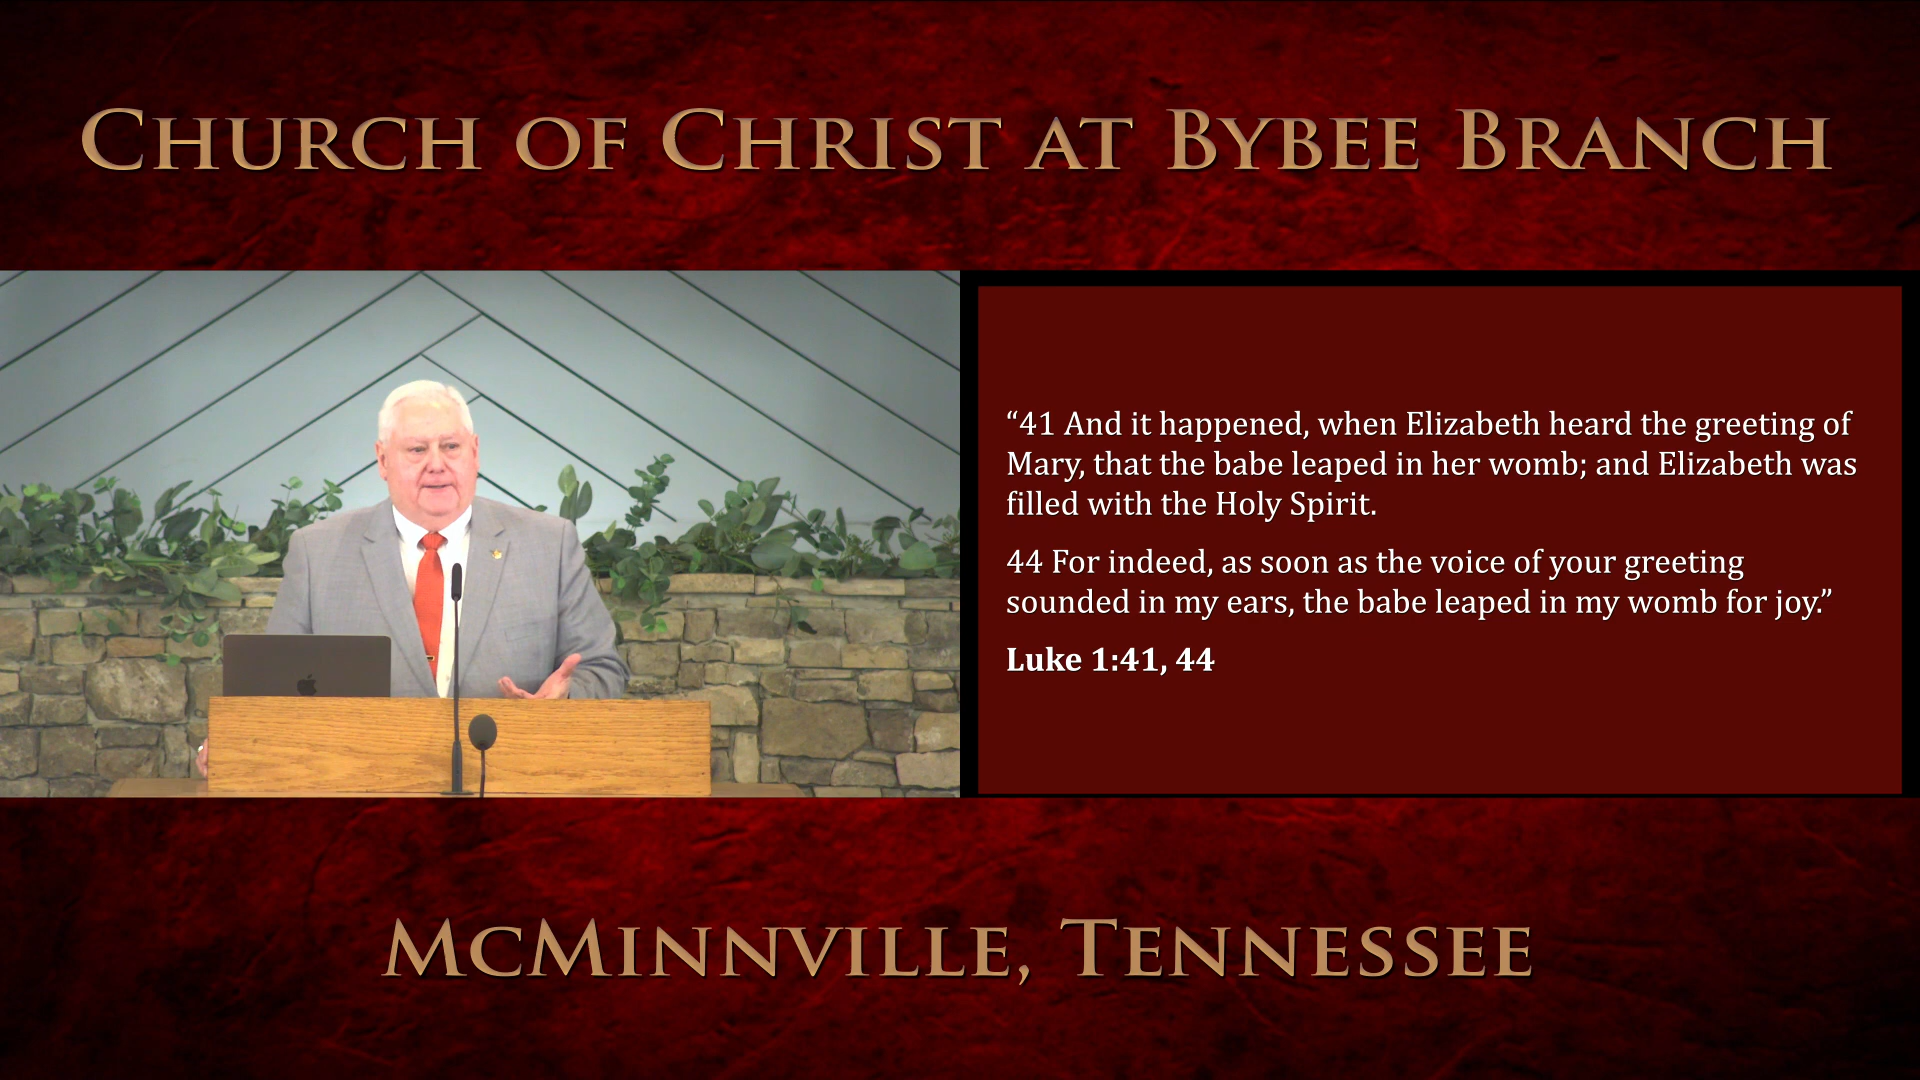 Church of Christ at Bybee Branch
“41 And it happened, when Elizabeth heard the greeting of
Mary, that the babe leaped in her womb; and Elizabeth was
filled with the Holy Spirit.
44 For indeed, as soon as the voice of your greeting
sounded in my ears, the babe leaped in my womb for joy.”
Luke 1:41, 44
McMinnville, Tennessee